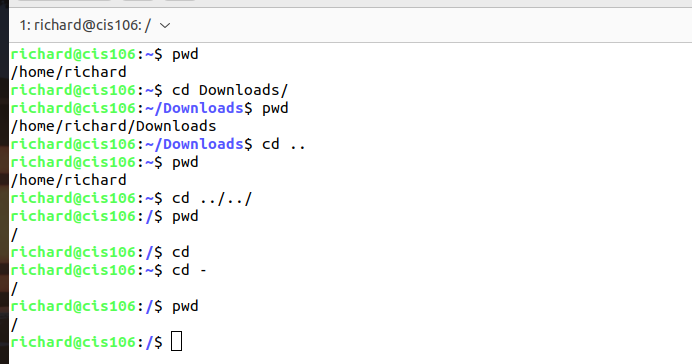 1: richard@cis106: /
richard@cis106:~$ pwd
/home/richard
richard@cis106:~$ cd Downloads/
richard@cis106:~/Downloads$ pwd
/home/richard/Downloads
richard@cis106:~/Downloads$ cd ..
richard@cis106:~$ pwd
/home/richard
richard@cis106:~$ cd ../../
richard@cis106:/$ pwd
/
richard@cis106:/$ cd
richard@cis106:~$ cd -
/
richard@cis106:/$ pwd
/
richard@cis106:/$